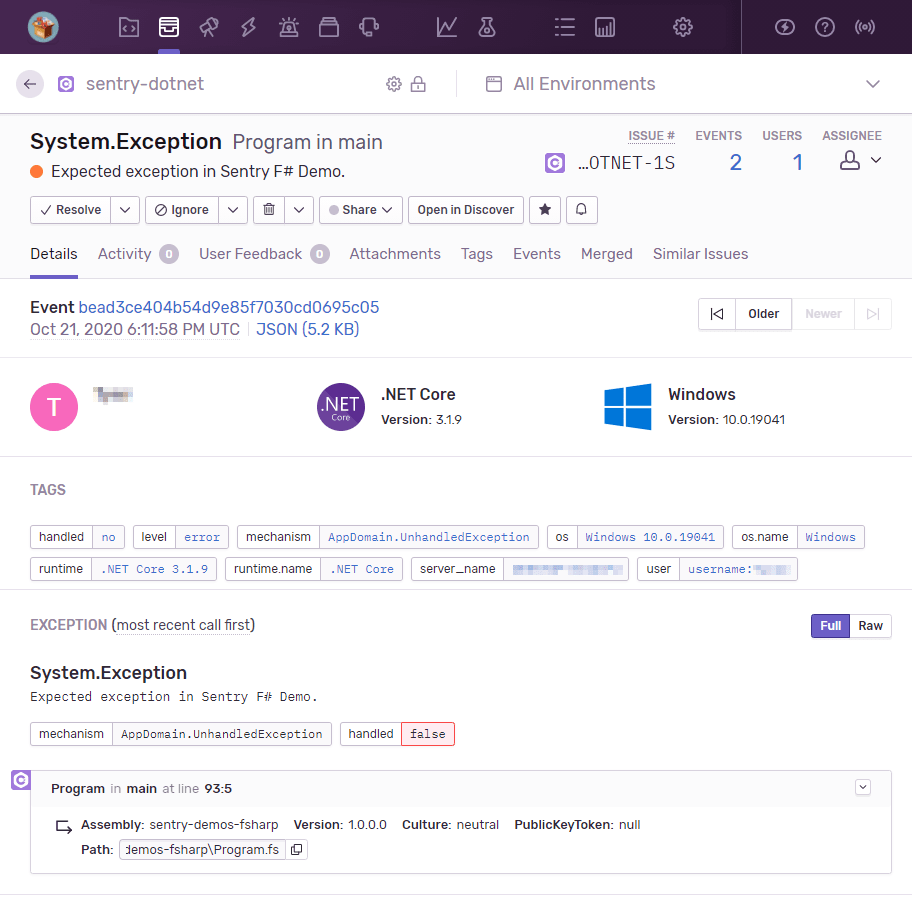 sentry-dotnet All Environments
System.Exception Program in main
Expected exception in Sentry F# Demo.
ISSUE # EVENTS USERS ASSIGNEE
...OTNET-1S 2 1
Resolve Ignore Share Open in Discover
Details Activity 0 User Feedback 0 Attachments Tags Events Merged Similar Issues
Event bead3ce404b54d9e85f7030cd0695c05
Oct 21, 2020 6:11:58 PM UTC JSON (5.2 KB)
Older Newer
T
.NET
Core
.NET Core
Version: 3.1.9
Windows
Version: 10.0.19041
TAGS
handled no level error mechanism AppDomain.UnhandledException os Windows 10.0.19041 os.name Windows
runtime .NET Core 3.1.9 runtime.name .NET Core server_name user username:
EXCEPTION (most recent call first) Full Raw
System.Exception
Expected exception in Sentry F# Demo.
mechanism AppDomain.UnhandledException handled false
Program in main at line 93:5
Assembly: sentry-demos-fsharp Version: 1.0.0.0 Culture: neutral PublicKeyToken: null
Path: demos-fsharp\Program.fs